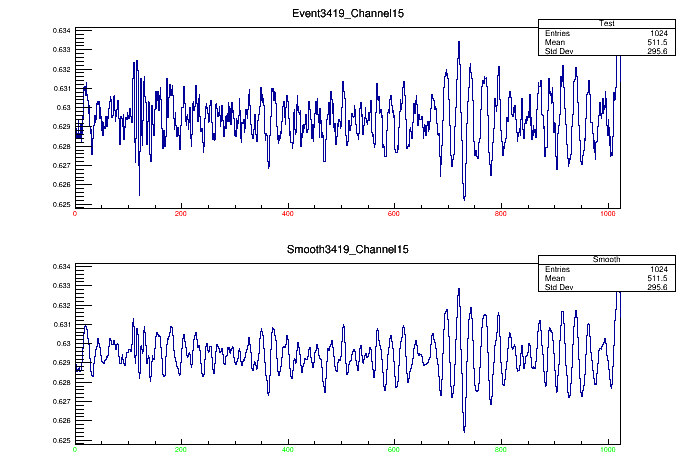 Event3419_Channel15
Test
Entries 1024
Mean 511.5
Std Dev 295.6
0.634
0.633
0.632
0.631
0.63
0.629
0.628
0.627
0.626
0.625
0 200 400 600 800 1000
Smooth3419_Channel15
Smooth
Entries 1024
Mean 511.5
Std Dev 295.6
0.634
0.633
0.632
0.631
0.63
0.629
0.628
0.627
0.626
0.625
0 200 400 600 800 1000